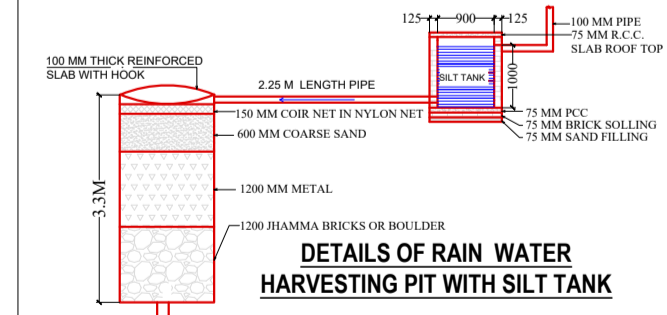 125 900 125
100 MM PIPE
75 MM R.C.C.
SLAB ROOF TOP
100 MM THICK REINFORCED
SLAB WITH HOOK
2.25 M LENGTH PIPE
SILT TANK
1000
150 MM COIR NET IN NYLON NET
75 MM PCC
75 MM BRICK SOLLING
75 MM SAND FILLING
600 MM COARSE SAND
3.3M
1200 MM METAL
1200 JHAMMA BRICKS OR BOULDER
DETAILS OF RAIN WATER
HARVESTING PIT WITH SILT TANK